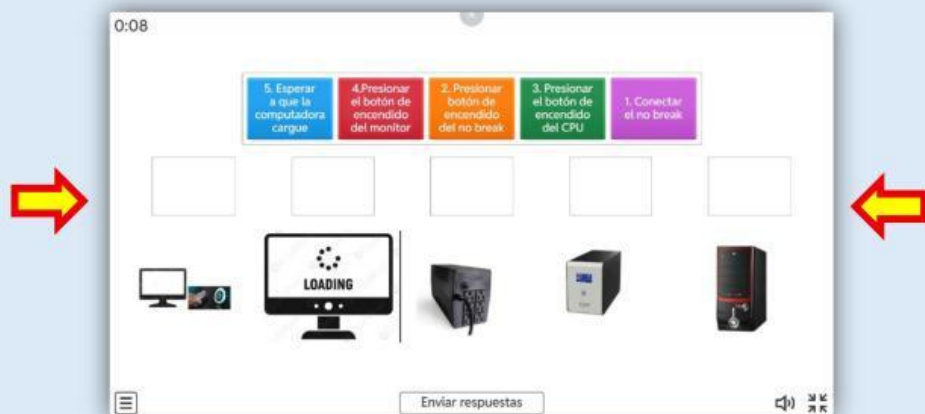 0:08
5. Esperar
a que la
computadora
cargue
4.Presionar
el botón de
encendido
del monitor
2. Presionar
botón de
encendido
del no break
3. Presionar
el botón de
encendido
del CPU
1. Conectar
el no break
LOADING
Enviar respuestas